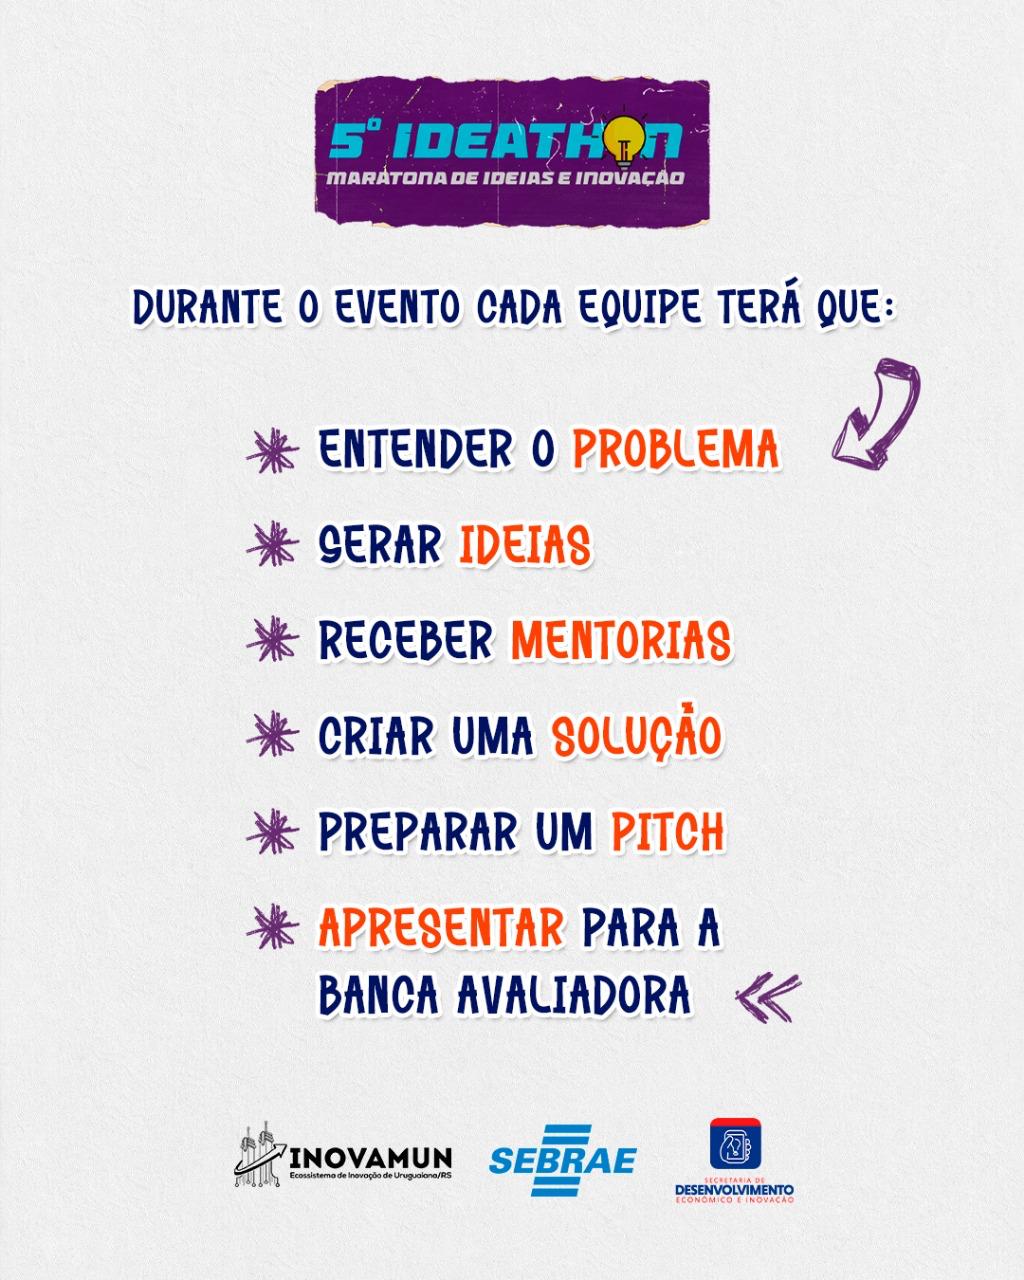 5º IDEATHON
MARATONA DE IDEIAS E INOVAÇÃO
DURANTE O EVENTO CADA EQUIPE TERÁ QUE:
ENTENDER O PROBLEMA
GERAR IDEIAS
RECEBER MENTORIAS
CRIAR UMA SOLUÇÃO
PREPARAR UM PITCH
APRESENTAR PARA A
BANCA AVALIADORA
INOVAMUN
Ecossistema de Inovação de Uruguaiana/RS
SEBRAE
SECRETARIA DE
DESENVOLVIMENTO
ECONÔMICO E INOVAÇÃO